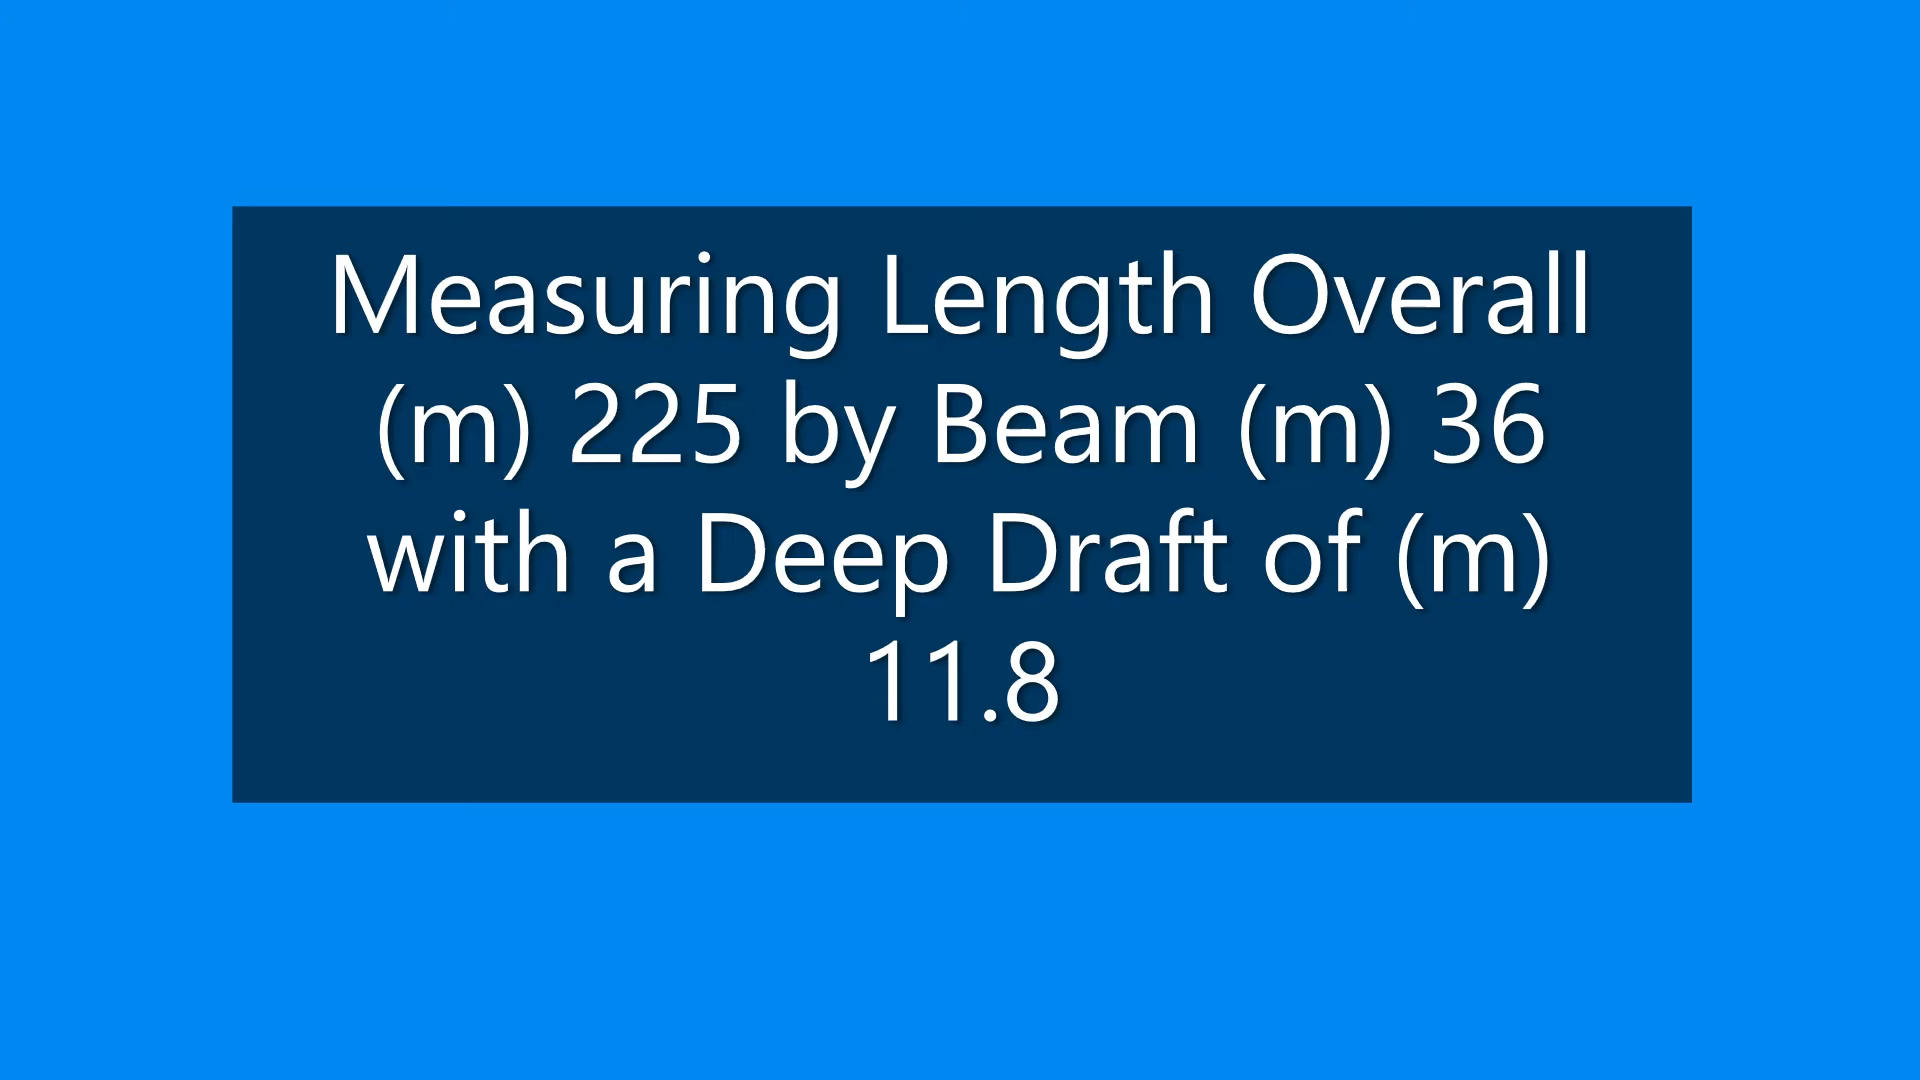 Measuring Length Overall
(m) 225 by Beam (m) 36
with a Deep Draft of (m)
11.8